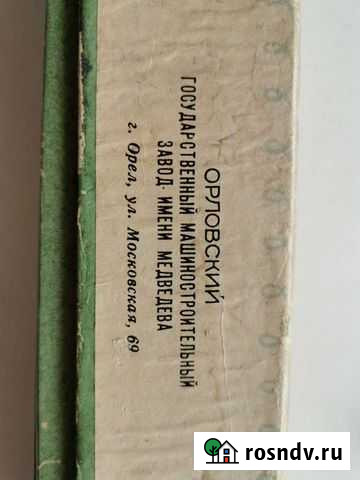 ОРЛОВСКИЙ
ГОСУДАРСТВЕННЫЙ МАШИНОСТРОИТЕЛЬНЫЙ
ЗАВОД ИМЕНИ МЕДВЕДЕВА
г. Орел, ул. Московская, 69
rosndv.ru